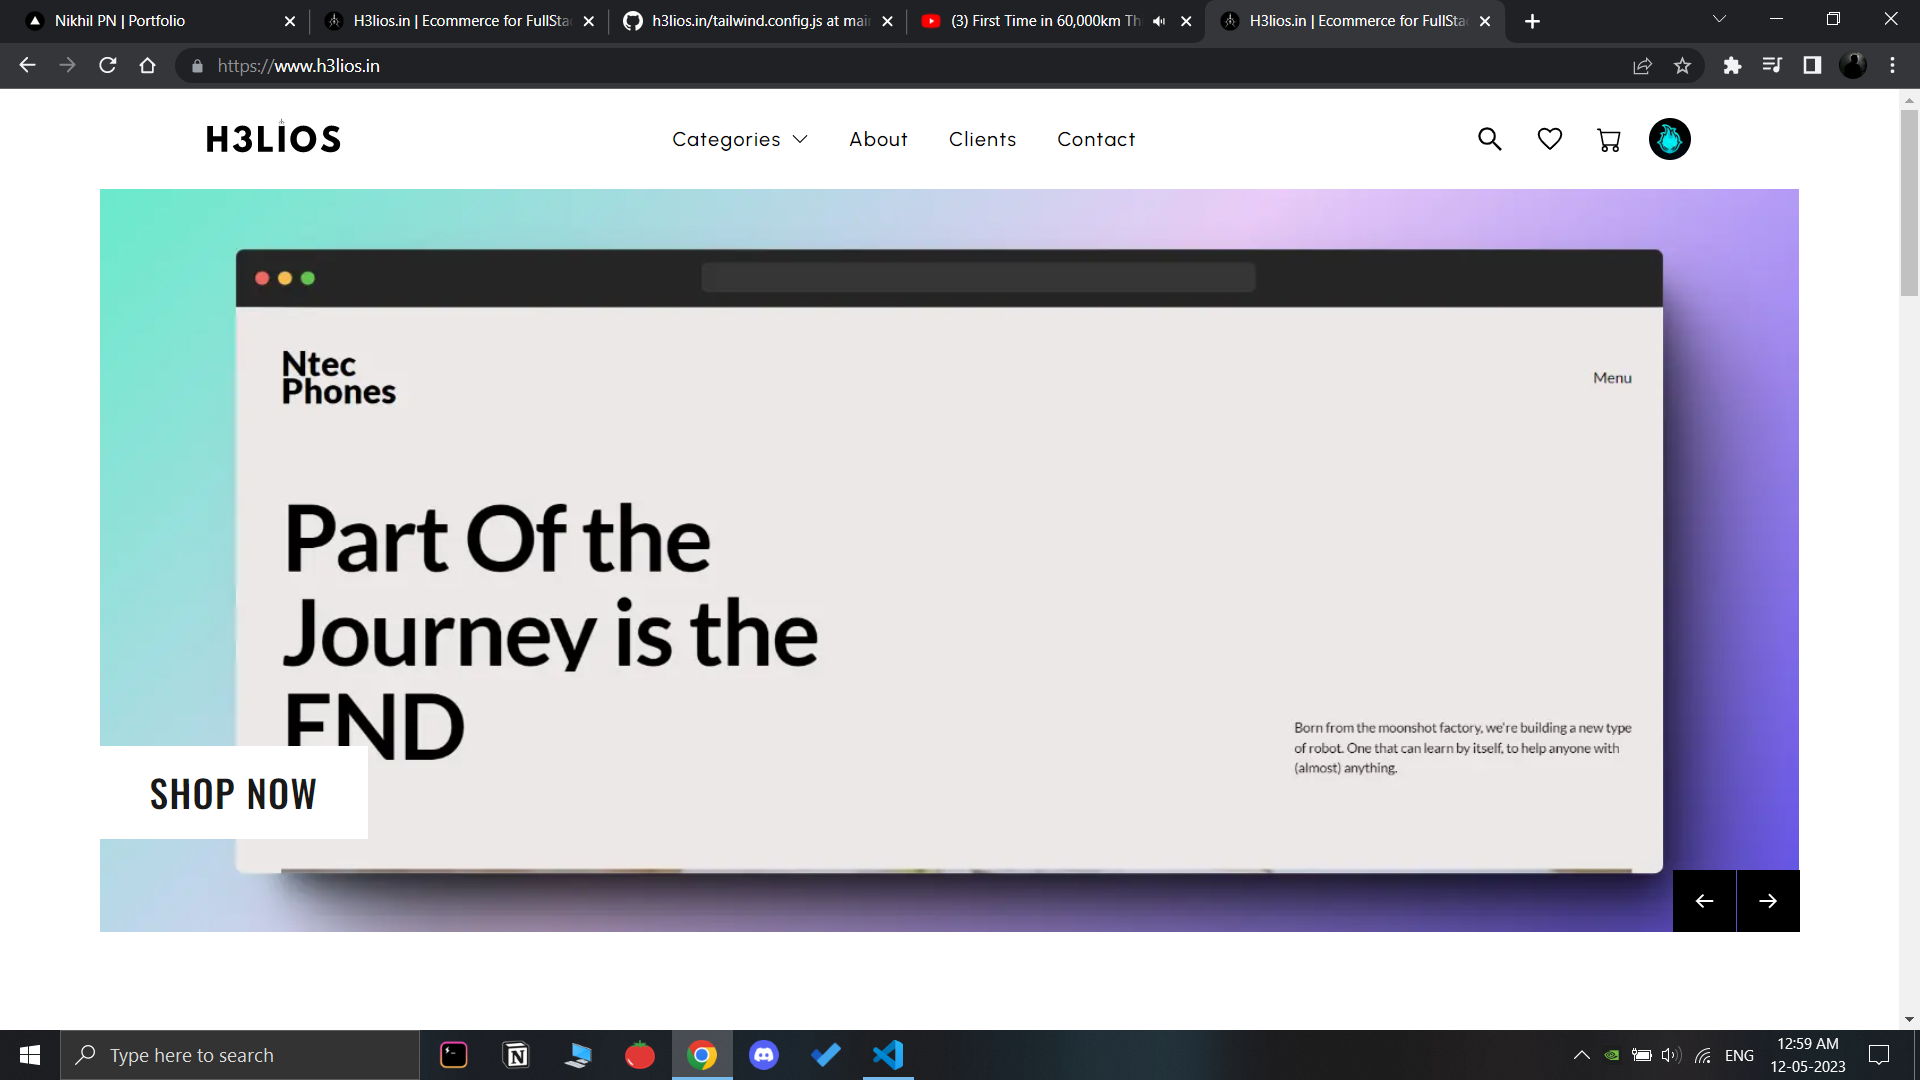 Nikhil PN | Portfolio
H3lios.in | Ecommerce for FullSta
h3lios.in/tailwind.config.js at mai
(3) First Time in 60,000km Th
H3lios.in | Ecommerce for FullSta
https://www.h3lios.in
H3LIOS
Categories
About
Clients
Contact
Ntec
Phones
Menu
Part Of the
Journey is the
END
Born from the moonshot factory, we're building a new type
of robot. One that can learn by itself, to help anyone with
(almost) anything.
SHOP NOW
Type here to search
ENG
12:59 AM
12-05-2023